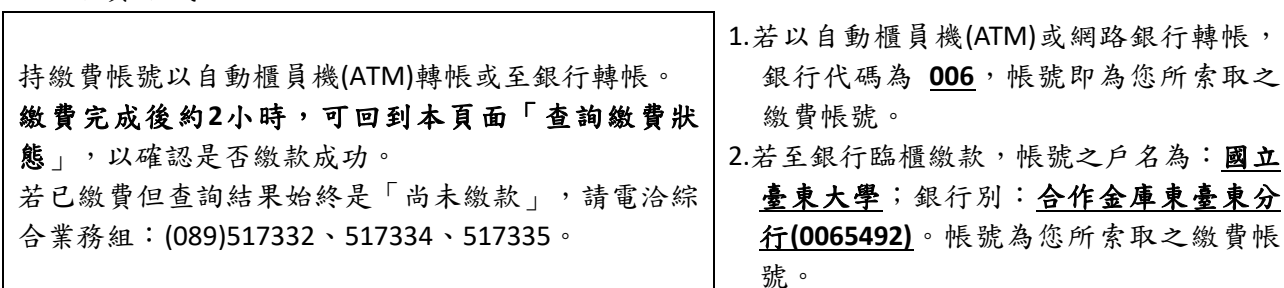 持繳費帳號以自動櫃員機(ATM)轉帳或至銀行轉帳。
繳費完成後約2小時，可回到本頁面「查詢繳費狀
態」，以確認是否繳款成功。
若已繳費但查詢結果始終是「尚未繳款」，請電洽綜
合業務組：(089)517332、517334、517335。
1.若以自動櫃員機(ATM)或網路銀行轉帳，
銀行代碼為 006，帳號即為您所索取之
繳費帳號。
2.若至銀行臨櫃繳款，帳號之戶名為：國立
臺東大學；銀行別：合作金庫東臺東分
行(0065492)。帳號為您所索取之繳費帳
號。